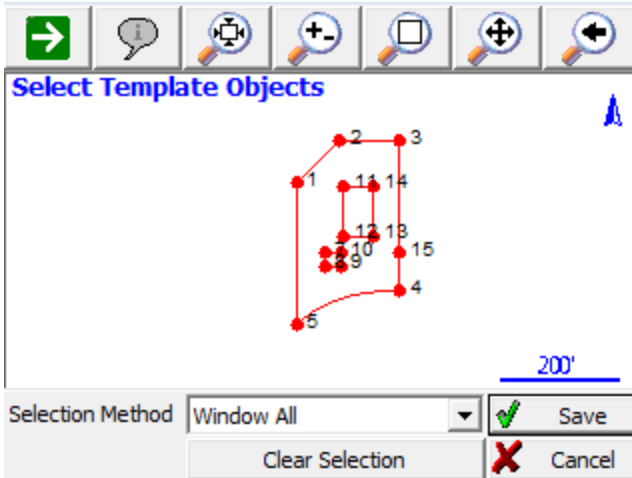 Select Template Objects
2 3
1 11 14
12 13
7 10 15
8 9
4
5
200'
Selection Method Window All Save
Clear Selection Cancel